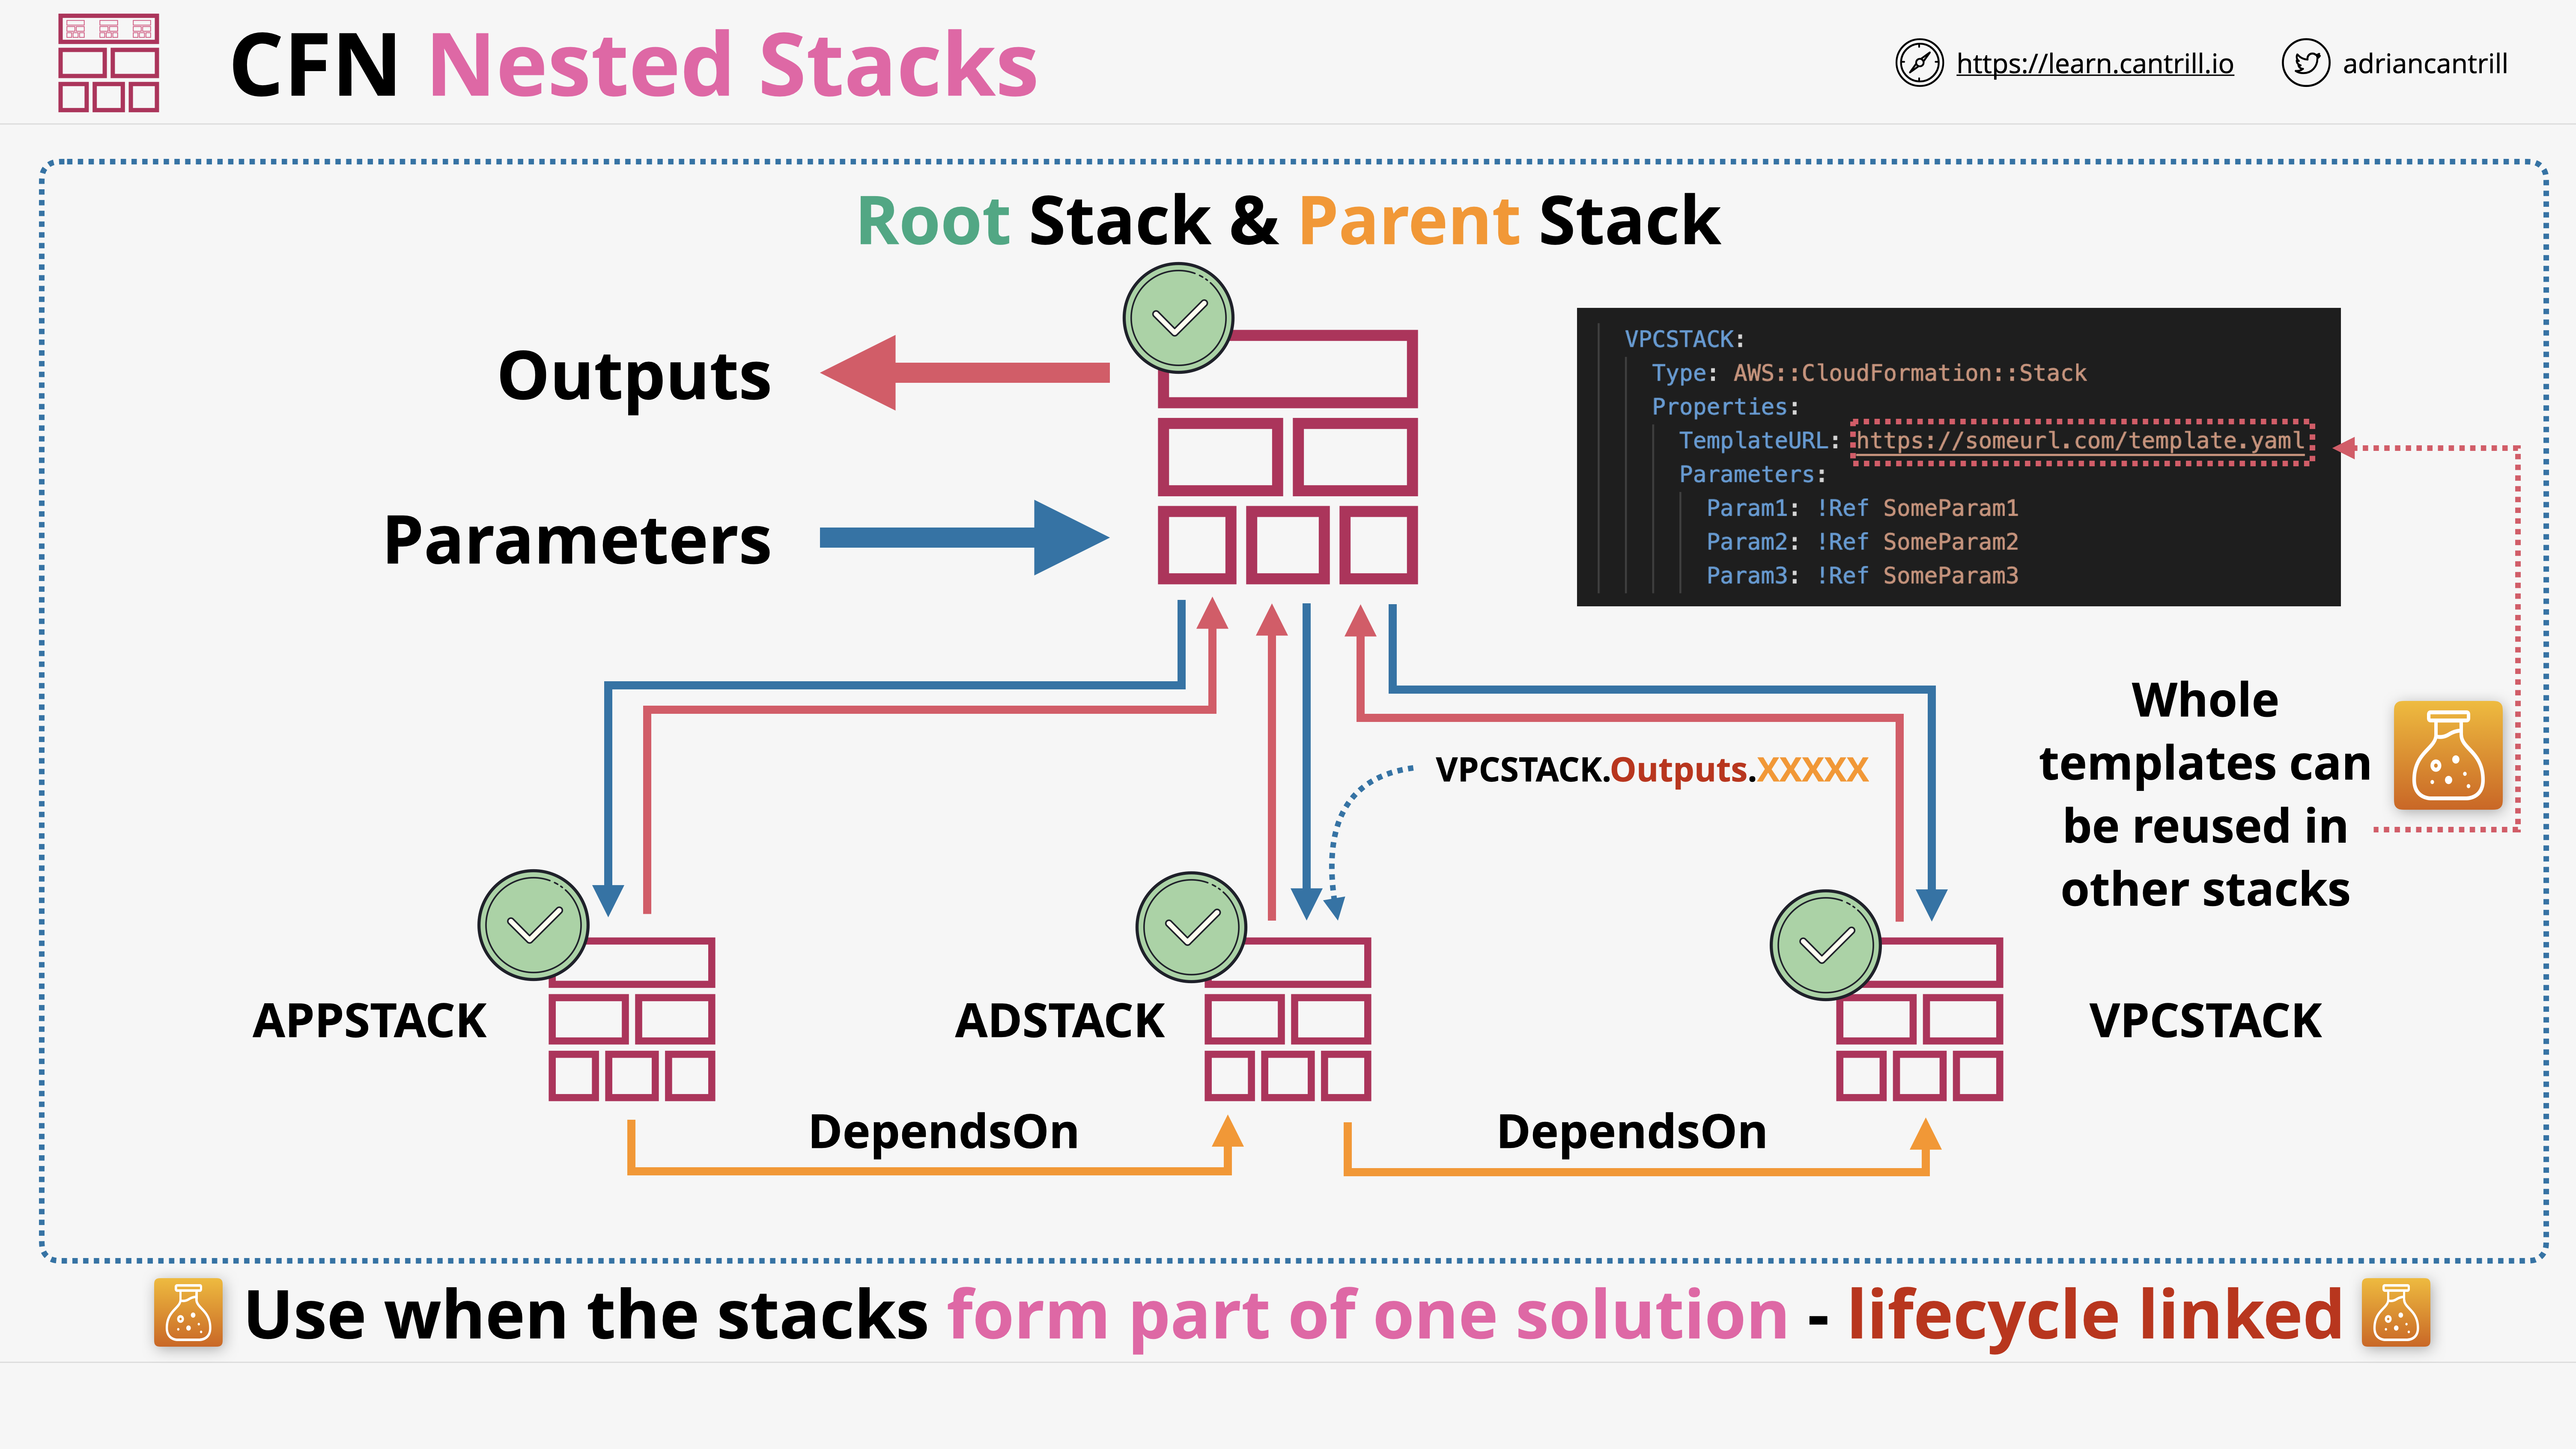 CFN Nested Stacks
https://learn.cantrill.io
adriancantrill
Root Stack & Parent Stack
Outputs
Parameters
VPCSTACK:
Type: AWS::CloudFormation::Stack
Properties:
TemplateURL: https://someurl.com/template.yaml
Parameters:
Param1: !Ref SomeParam1
Param2: !Ref SomeParam2
Param3: !Ref SomeParam3
Whole
templates can
be reused in
other stacks
VPCSTACK.Outputs.XXXXX
APPSTACK
ADSTACK
VPCSTACK
DependsOn
DependsOn
Use when the stacks form part of one solution - lifecycle linked